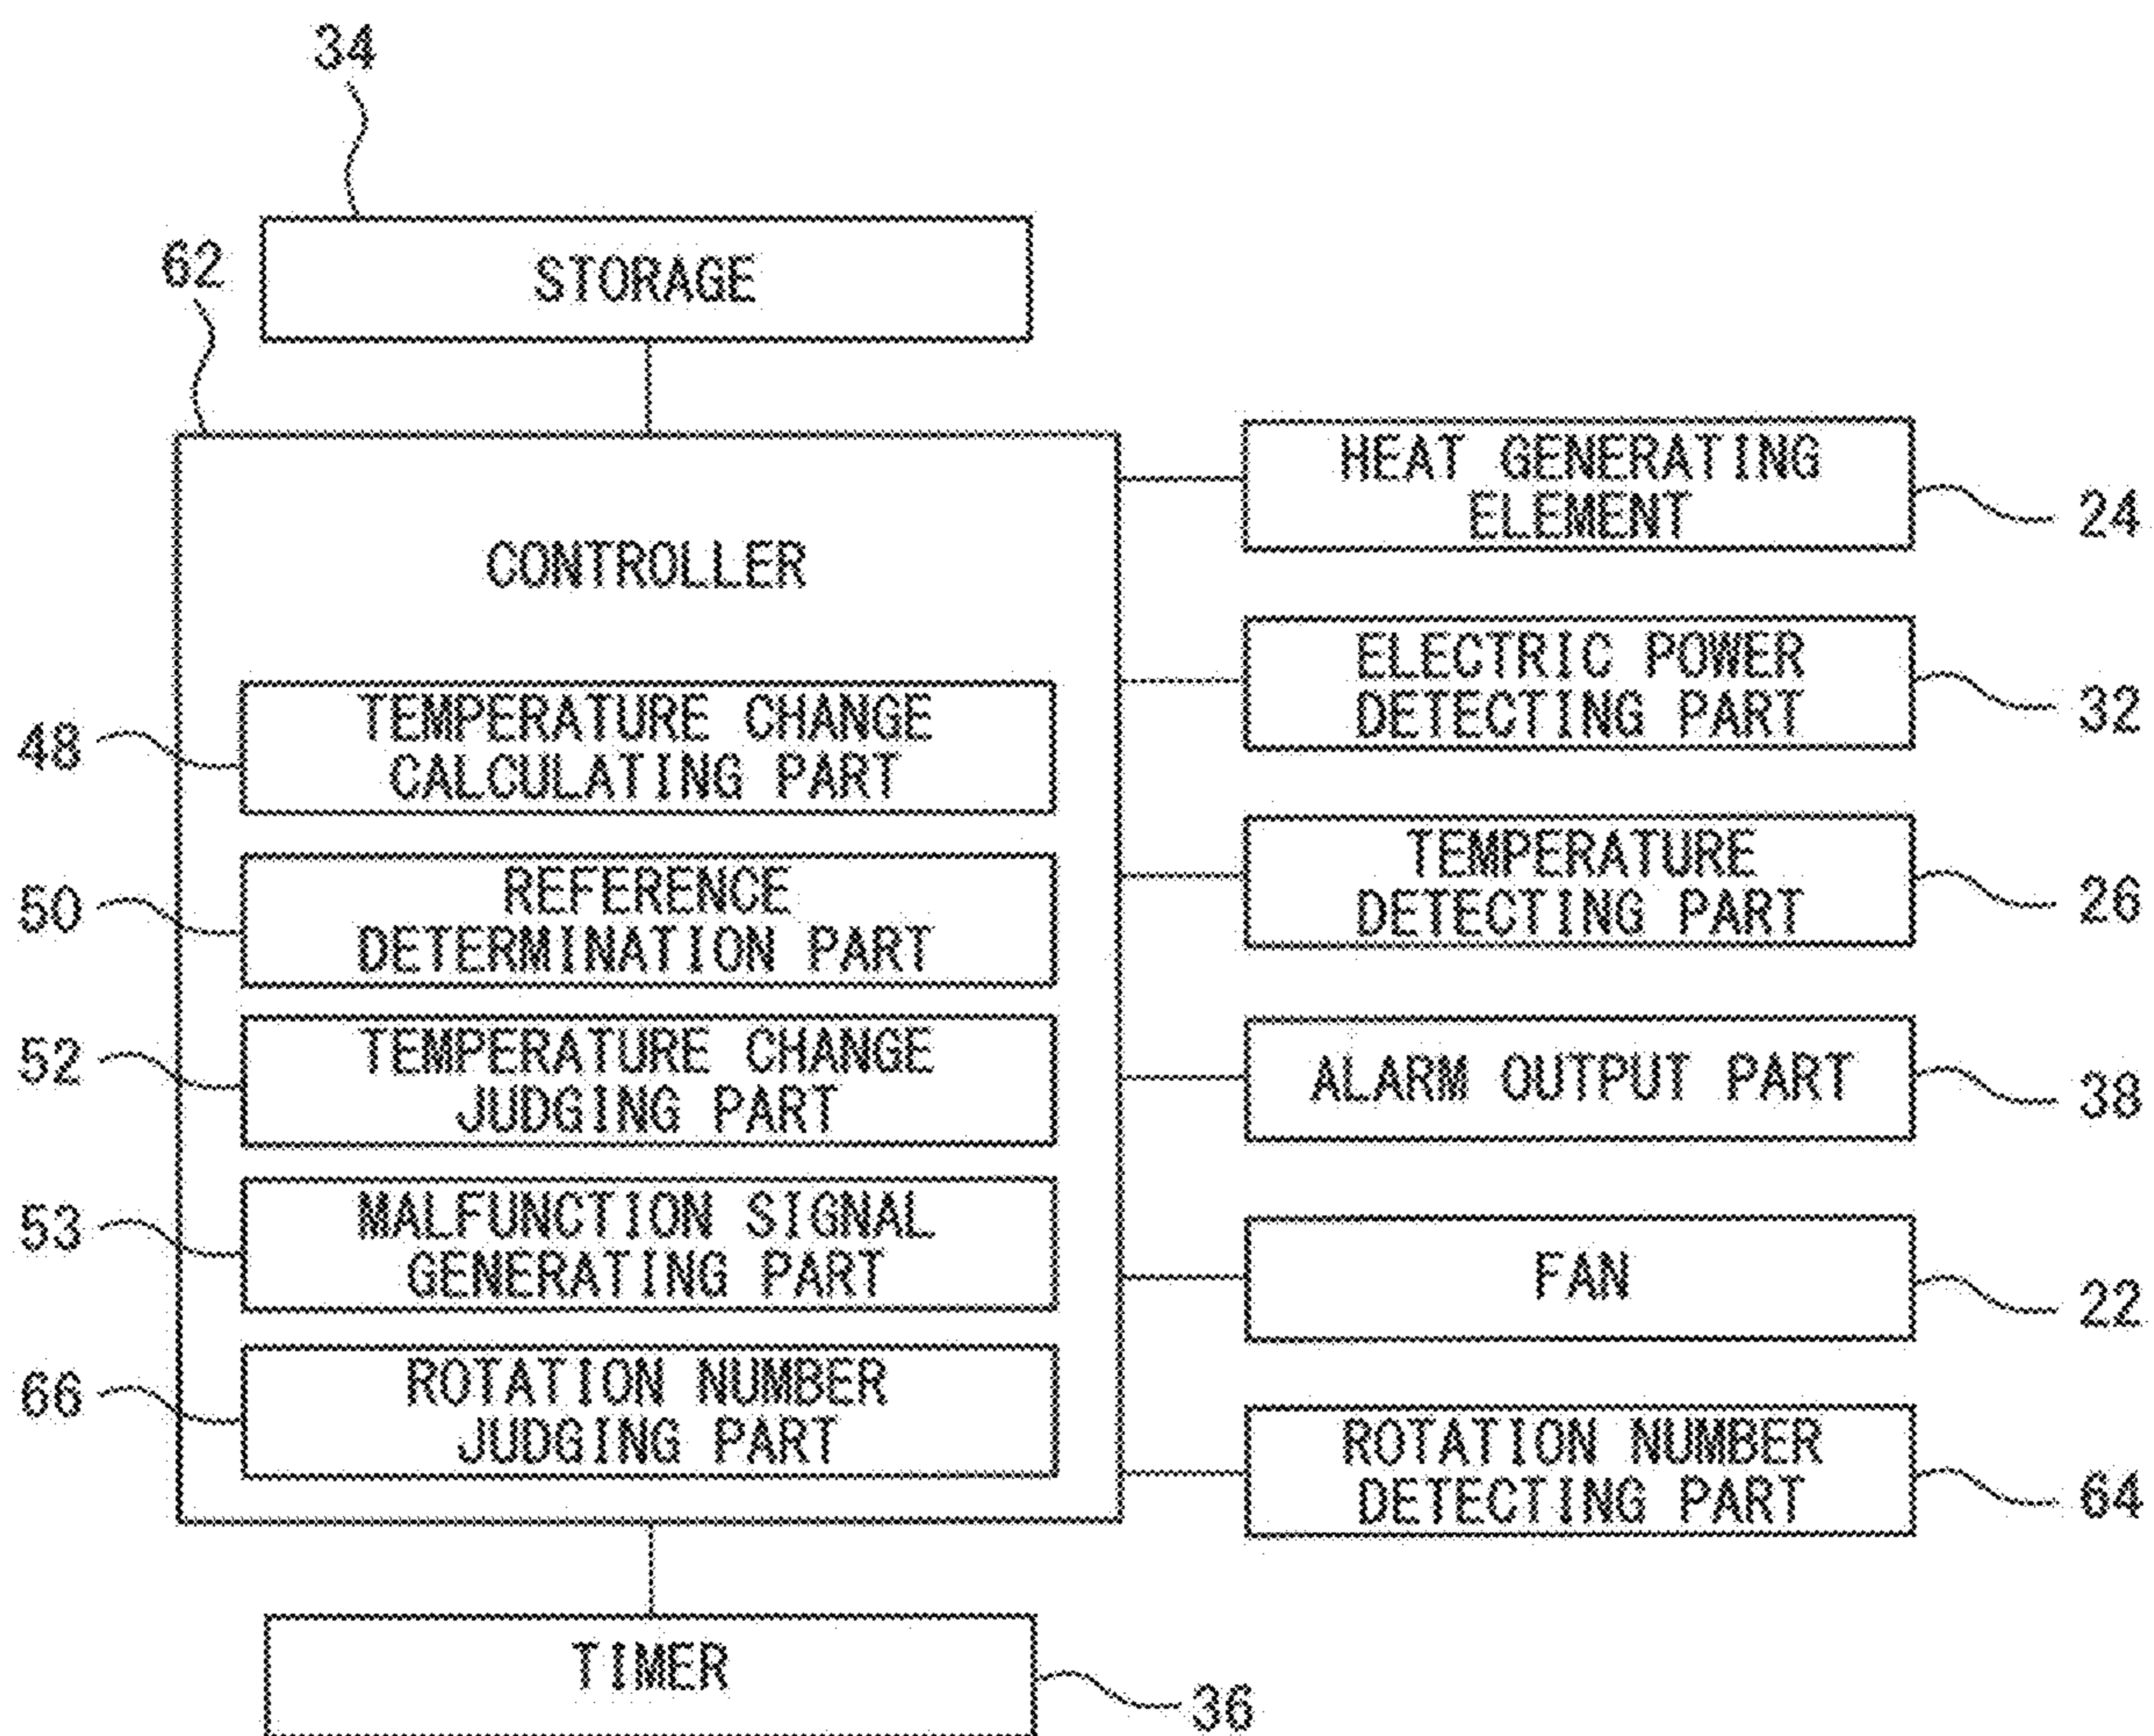 34
62
STORAGE
CONTROLLER
48
TEMPERATURE CHANGE
CALCULATING PART
50
REFERENCE
DETERMINATION PART
52
TEMPERATURE CHANGE
JUDGING PART
53
MALFUNCTION SIGNAL
GENERATING PART
66
ROTATION NUMBER
JUDGING PART
HEAT GENERATING
ELEMENT
24
ELECTRIC POWER
DETECTING PART
32
TEMPERATURE
DETECTING PART
26
ALARM OUTPUT PART
38
FAN
22
ROTATION NUMBER
DETECTING PART
64
TIMER
36